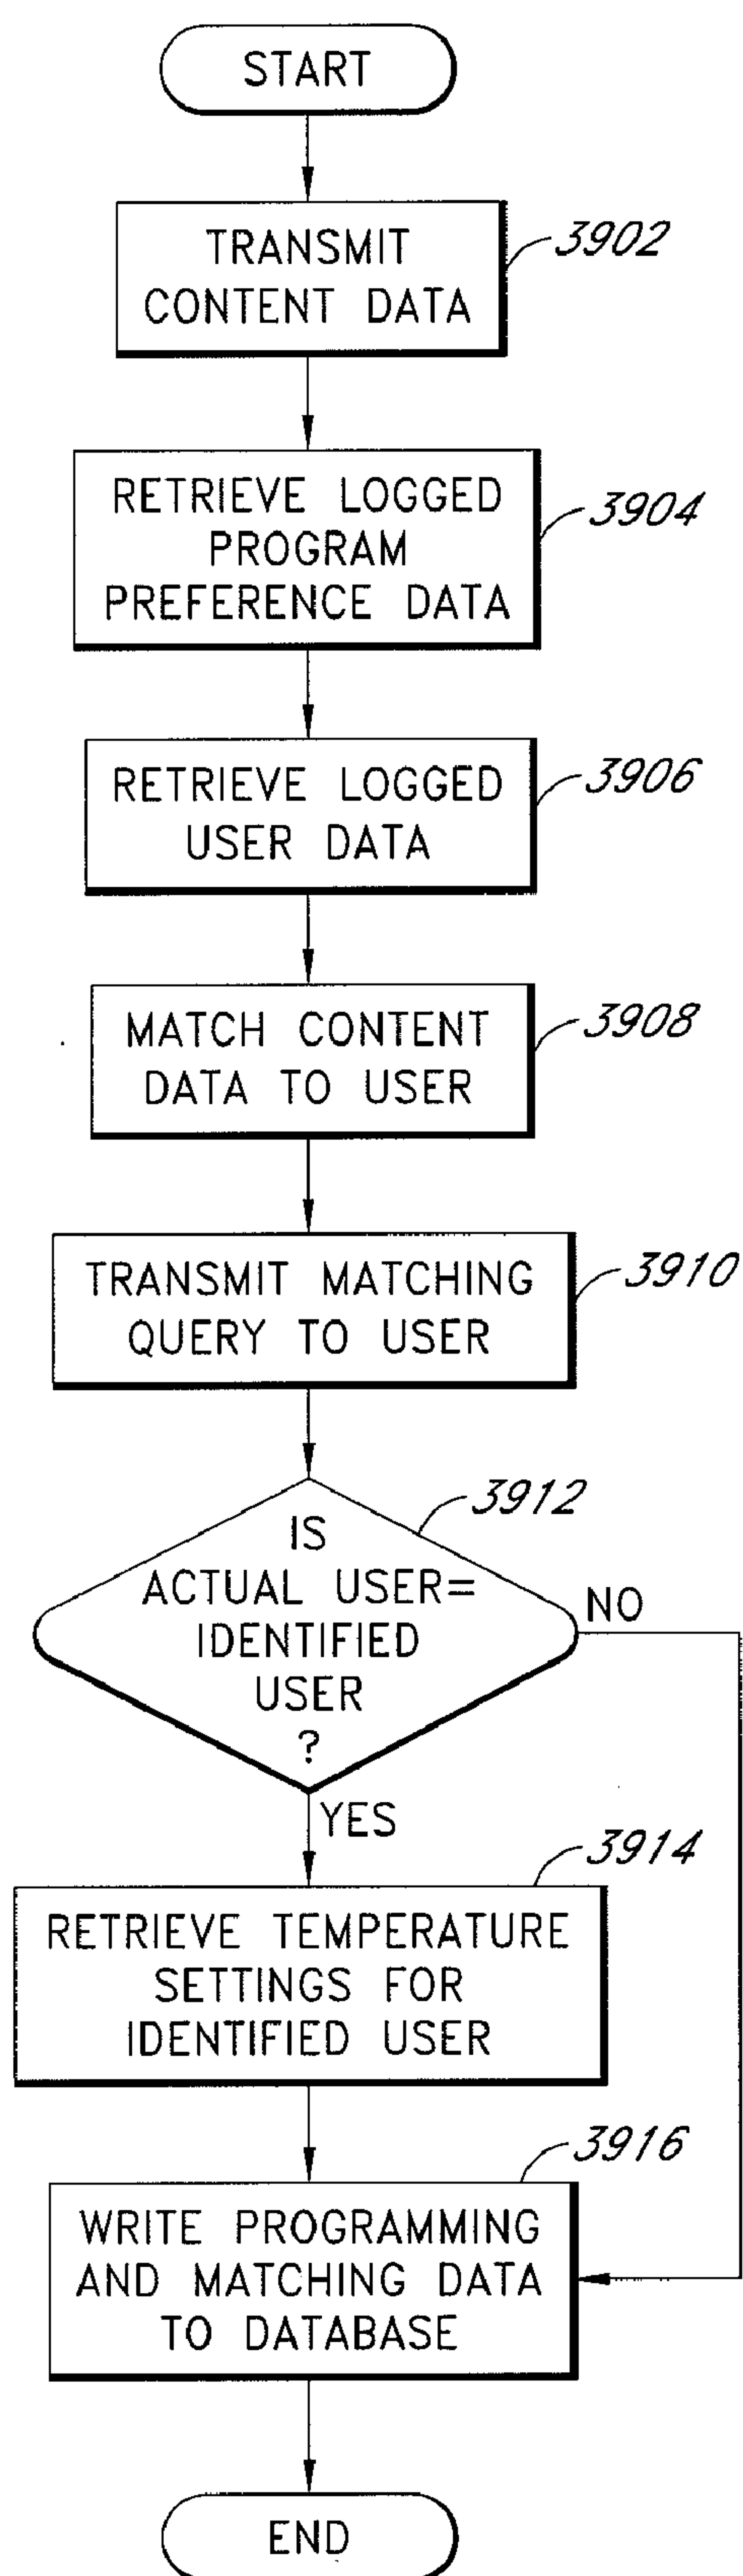 START
TRANSMIT
CONTENT DATA
3902
RETRIEVE LOGGED
PROGRAM
PREFERENCE DATA
3904
RETRIEVE LOGGED
USER DATA
3906
MATCH CONTENT
DATA TO USER
3908
TRANSMIT MATCHING
QUERY TO USER
3910
IS
ACTUAL USER=
IDENTIFIED
USER
?
3912
NO
YES
RETRIEVE TEMPERATURE
SETTINGS FOR
IDENTIFIED USER
3914
WRITE PROGRAMMING
AND MATCHING DATA
TO DATABASE
3916
END